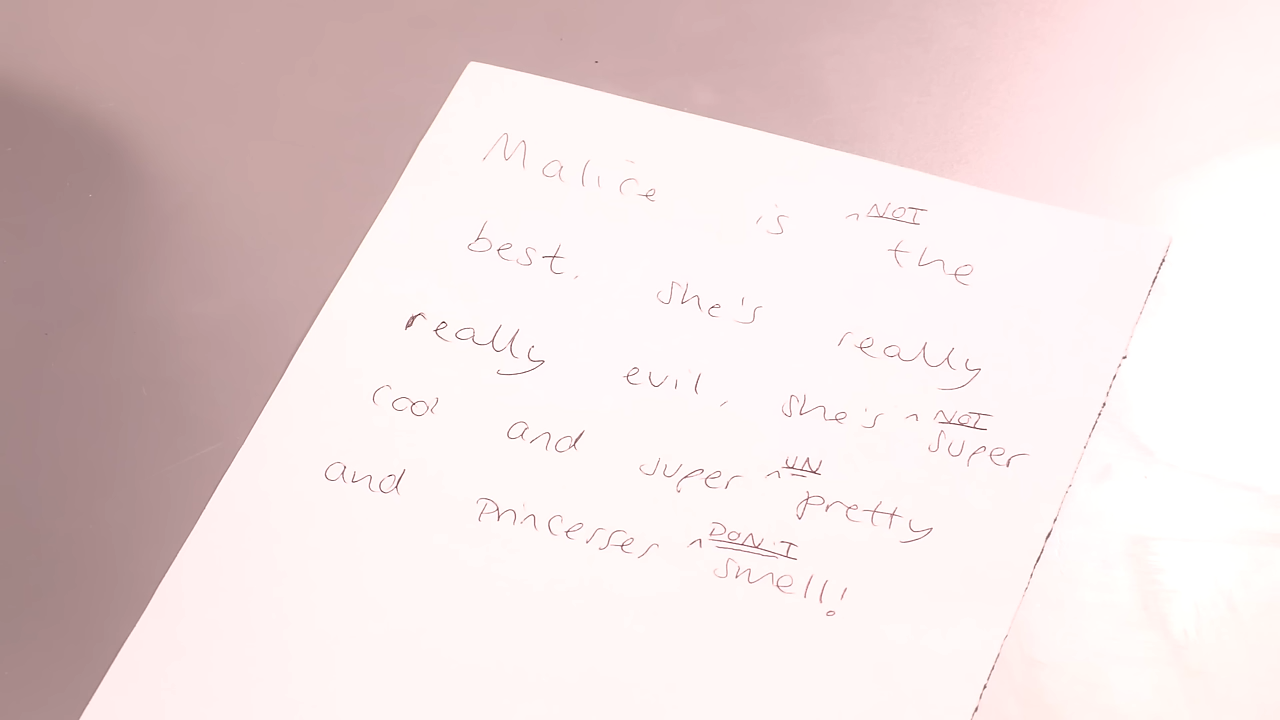 Malice is ^NOT the
best. she's really
really evil, she's ^NOT super
cool and super ^UN pretty
and Princesses ^DON'T smell!